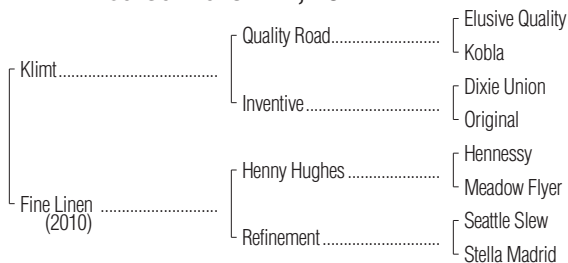 Elusive Quality
Quality Road
Kobla
Klimt
Dixie Union
Inventive
Original
Hennessy
Henny Hughes
Meadow Flyer
Fine Linen
(2010)
Seattle Slew
Refinement
Stella Madrid